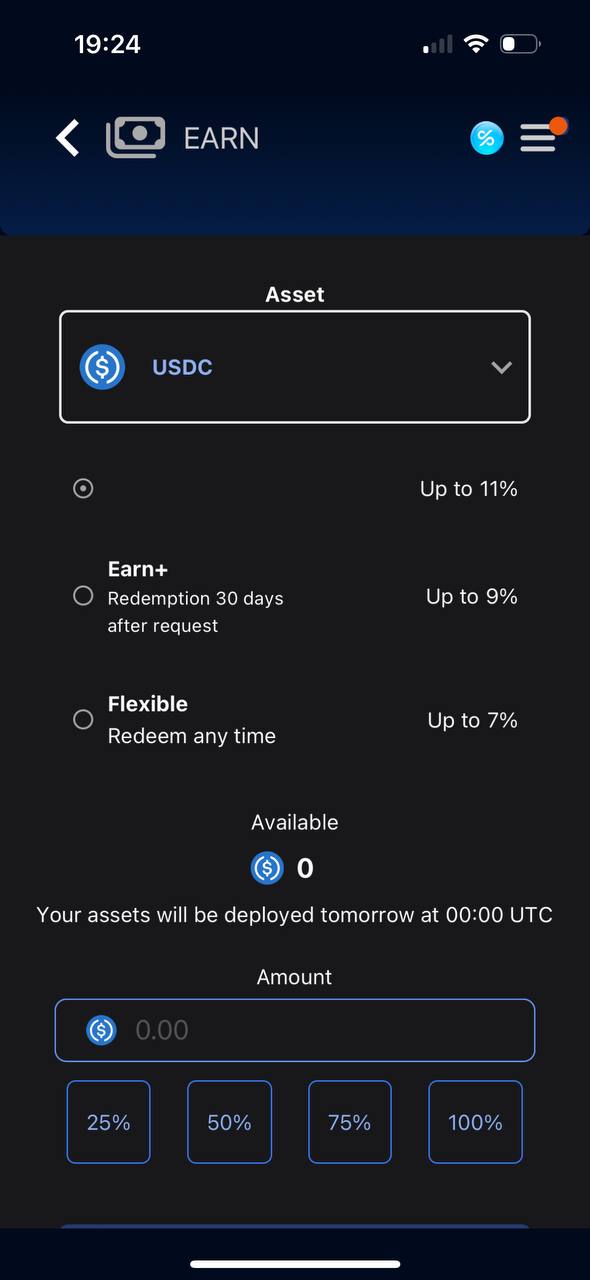 19:24
EARN
Asset
USDC
Up to 11%
Earn+
Redemption 30 days
after request
Up to 9%
Flexible
Redeem any time
Up to 7%
Available
0
Your assets will be deployed tomorrow at 00:00 UTC
Amount
0.00
25% 50% 75% 100%